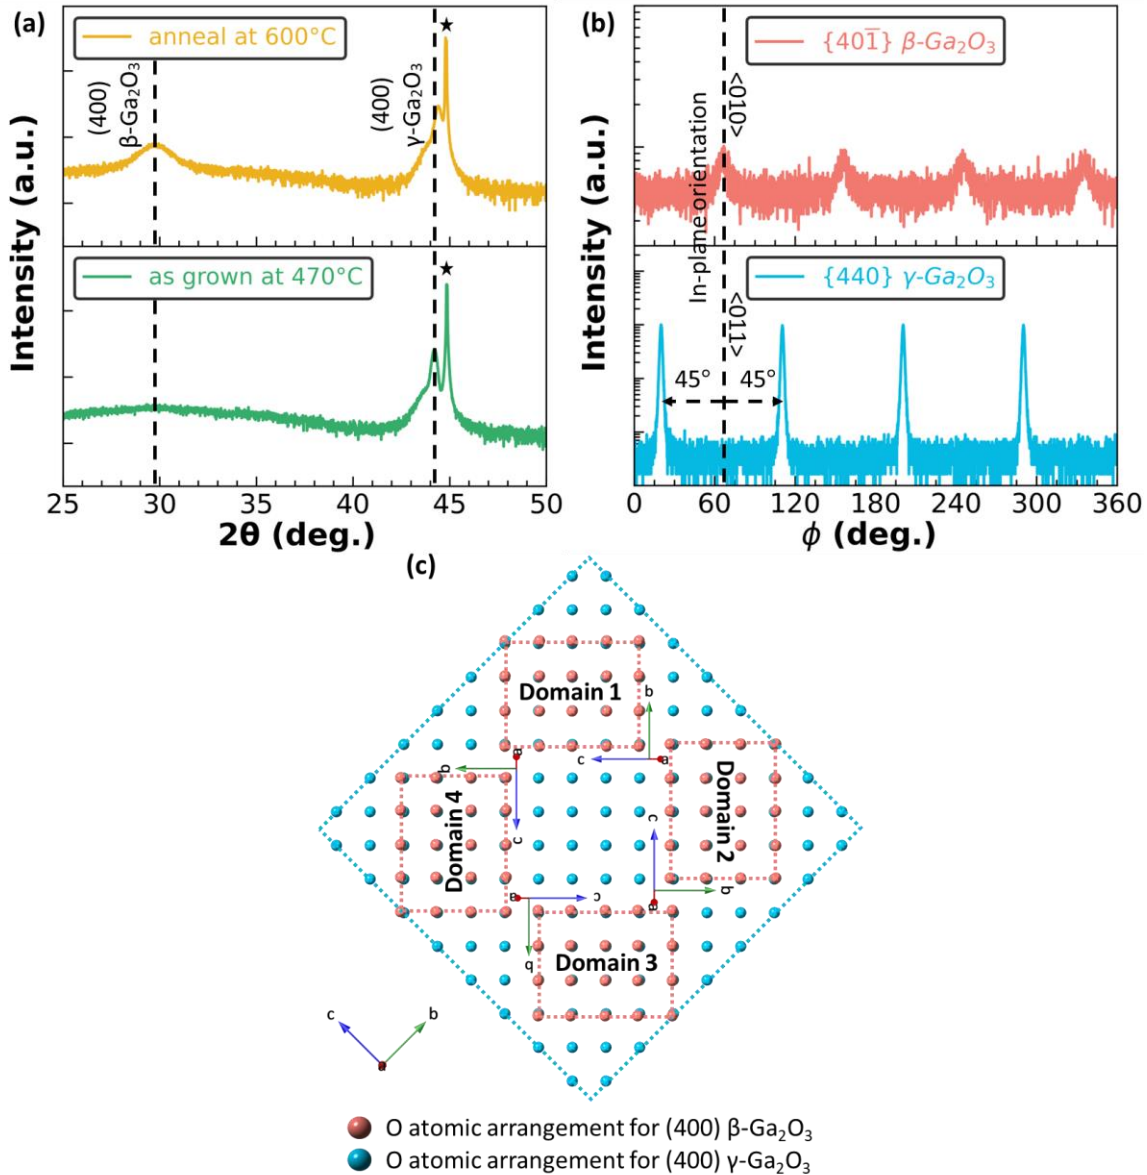 (a)
anneal at 600°C
★
(400)
β-Ga₂O₃
(400)
γ-Ga₂O₃
Intensity (a.u.)
as grown at 470°C
★
25 30 35 40 45 50
2θ (deg.)
(b)
{401̅} β-Ga₂O₃
<010>
In-plane orientation
Intensity (a.u.)
{440} γ-Ga₂O₃
<011>
45° 45°
0 60 120 180 240 300 360
ϕ (deg.)
(c)
Domain 1
b
c a
a
b
c
Domain 4
Domain 2
c
b
a
a c
b
Domain 3
c b
a
O atomic arrangement for (400) β-Ga₂O₃
O atomic arrangement for (400) γ-Ga₂O₃